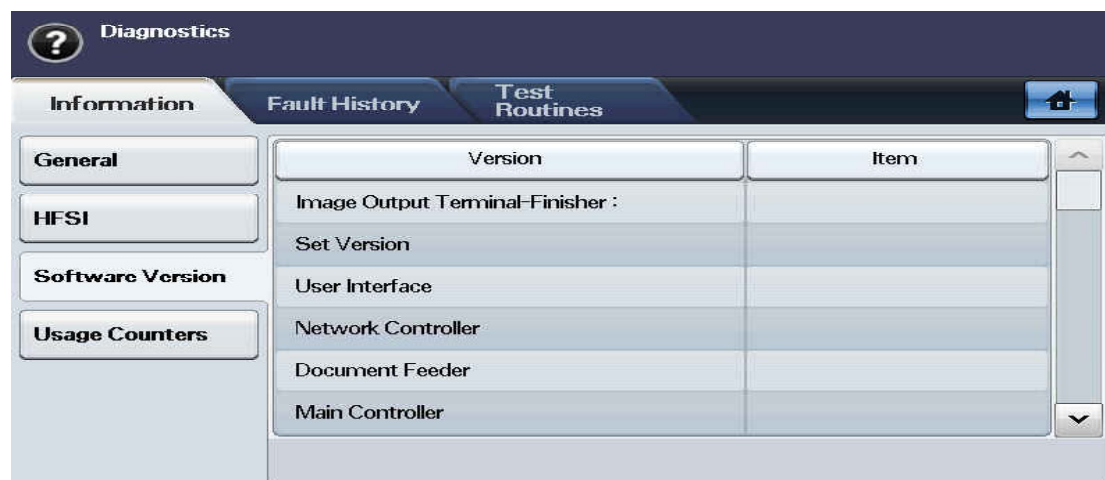 ?
Diagnostics
Information
Fault History
Test
Routines
General
HFSI
Software Version
Usage Counters
Version Item
Image Output Terminal-Finisher :
Set Version
User Interface
Network Controller
Document Feeder
Main Controller